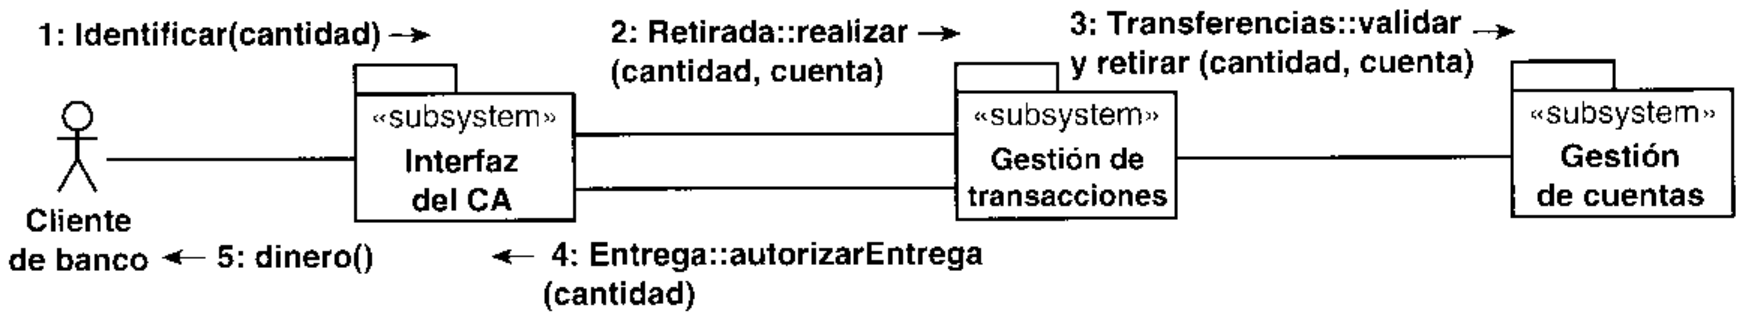 1: Identificar(cantidad)
2: Retirada::realizar
(cantidad, cuenta)
3: Transferencias::validar
y retirar (cantidad, cuenta)
«subsystem»
Interfaz
del CA
«subsystem»
Gestión de
transacciones
«subsystem»
Gestión
de cuentas
Cliente
de banco
5: dinero()
4: Entrega::autorizarEntrega
(cantidad)